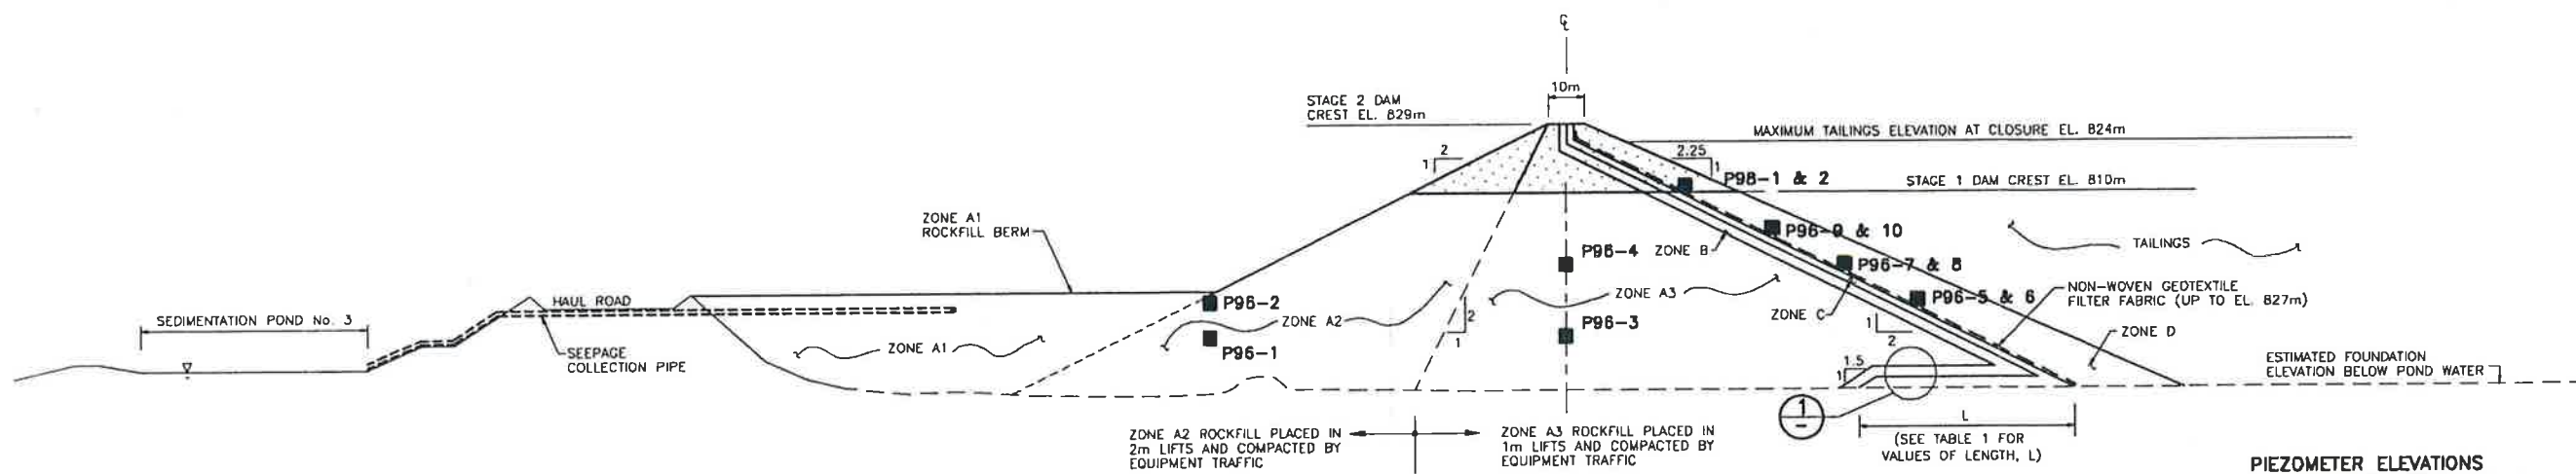 ℄
10m
STAGE 2 DAM
CREST EL. 829m
MAXIMUM TAILINGS ELEVATION AT CLOSURE EL. 824m
2
1
2.25
1
P98-1 & 2
STAGE 1 DAM CREST EL. 810m
ZONE A1
ROCKFILL BERM
P96-9 & 10
TAILINGS
P96-4
ZONE B
P96-7 & 8
NON-WOVEN GEOTEXTILE
FILTER FABRIC (UP TO EL. 827m)
HAUL ROAD
P96-2
ZONE A3
P96-5 & 6
SEDIMENTATION POND No. 3
ZONE A2
2
1
P96-3
ZONE C
1
2
ZONE D
SEEPAGE
COLLECTION PIPE
ZONE A1
P96-1
1.5
1
ESTIMATED FOUNDATION
ELEVATION BELOW POND WATER
1
-
L
(SEE TABLE 1 FOR
VALUES OF LENGTH, L)
ZONE A2 ROCKFILL PLACED IN
2m LIFTS AND COMPACTED BY
EQUIPMENT TRAFFIC
ZONE A3 ROCKFILL PLACED IN
1m LIFTS AND COMPACTED BY
EQUIPMENT TRAFFIC
PIEZOMETER ELEVATIONS